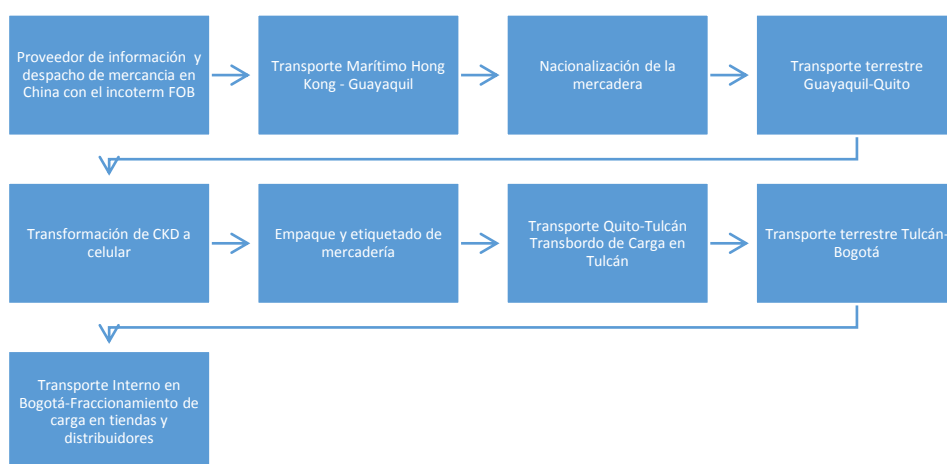 Proveedor de información y
despacho de mercancia en
China con el incoterm FOB
Transporte Marítimo Hong
Kong - Guayaquil
Nacionalización de la
mercadera
Transporte terrestre
Guayaquil-Quito
Transformación de CKD a
celular
Empaque y etiquetado de
mercadería
Transporte Quito-Tulcán
Transbordo de Carga en
Tulcán
Transporte terrestre Tulcán-
Bogotá
Transporte Interno en
Bogotá-Fraccionamiento de
carga en tiendas y
distribuidores